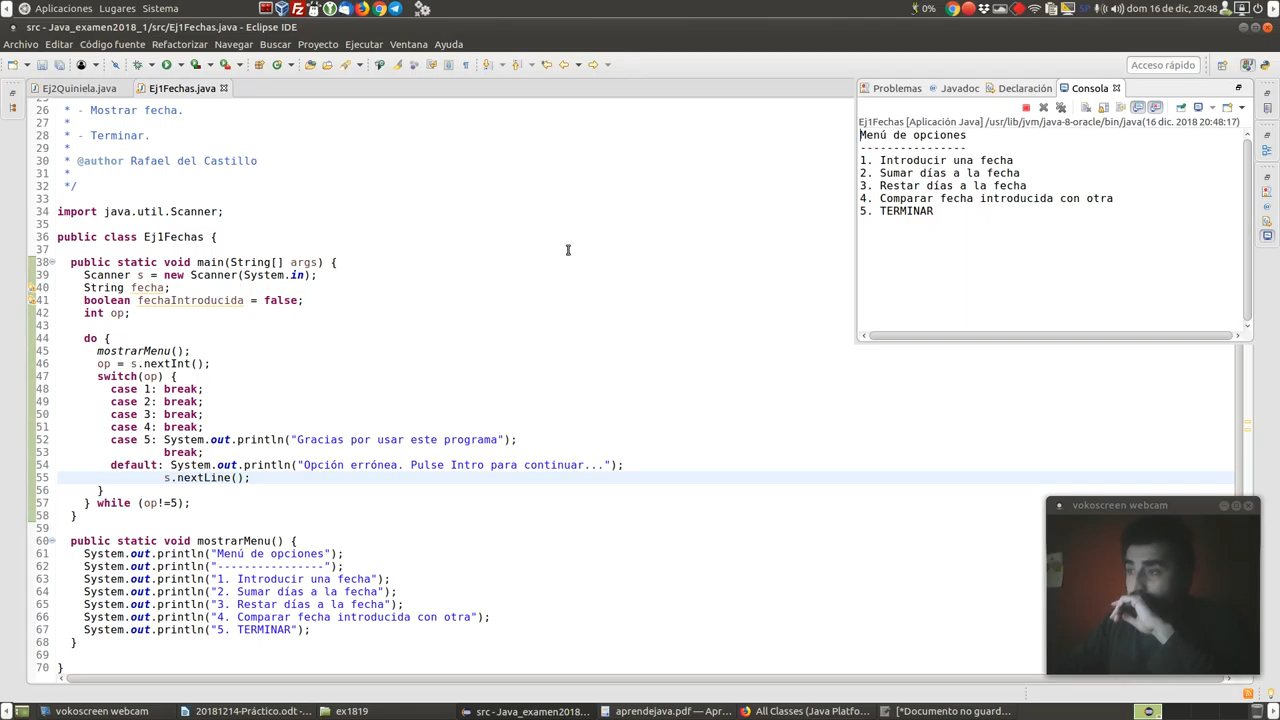 Aplicaciones Lugares Sistema
0% SP dom 16 de dic, 20:48
src - Java_examen2018_1/src/Ej1Fechas.java - Eclipse IDE
Archivo Editar Código fuente Refactorizar Navegar Buscar Proyecto Ejecutar Ventana Ayuda
Acceso rápido
Ej2Quiniela.java Ej1Fechas.java
26 * - Mostrar fecha.
27 *
28 * - Terminar.
29 *
30 * @author Rafael del Castillo
31 *
32 */
33
34 import java.util.Scanner;
35
36 public class Ej1Fechas {
37
38 public static void main(String[] args) {
39 Scanner s = new Scanner(System.in);
40 String fecha;
41 boolean fechaIntroducida = false;
42 int op;
43
44 do {
45 mostrarMenu();
46 op = s.nextInt();
47 switch(op) {
48 case 1: break;
49 case 2: break;
50 case 3: break;
51 case 4: break;
52 case 5: System.out.println("Gracias por usar este programa");
53 break;
54 default: System.out.println("Opción errónea. Pulse Intro para continuar...");
55 s.nextLine();
56 }
57 } while (op!=5);
58 }
59
60 public static void mostrarMenu() {
61 System.out.println("Menú de opciones");
62 System.out.println("----------------");
63 System.out.println("1. Introducir una fecha");
64 System.out.println("2. Sumar días a la fecha");
65 System.out.println("3. Restar días a la fecha");
66 System.out.println("4. Comparar fecha introducida con otra");
67 System.out.println("5. TERMINAR");
68 }
69
70 }
Problemas Javadoc Declaración Consola
Ej1Fechas [Aplicación Java] /usr/lib/jvm/java-8-oracle/bin/java(16 dic. 2018 20:48:17)
Menú de opciones
----------------
1. Introducir una fecha
2. Sumar días a la fecha
3. Restar días a la fecha
4. Comparar fecha introducida con otra
5. TERMINAR
vokoscreen webcam
vokoscreen webcam 20181214-Práctico.odt -... ex1819 src - Java_examen2018... aprendejava.pdf — Apr... All Classes (Java Platfo... [*Documento no guard...